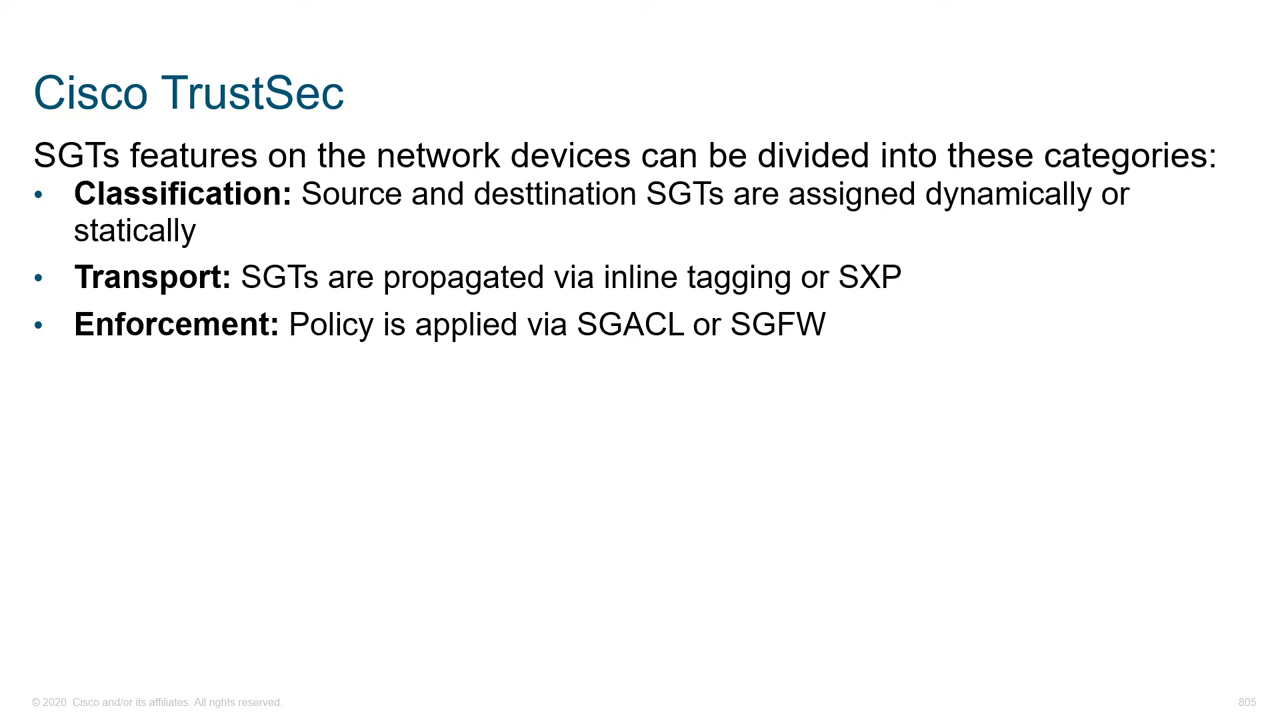 Cisco TrustSec
SGTs features on the network devices can be divided into these categories:
• Classification: Source and desttination SGTs are assigned dynamically or
statically
• Transport: SGTs are propagated via inline tagging or SXP
• Enforcement: Policy is applied via SGACL or SGFW
© 2020 Cisco and/or its affiliates. All rights reserved.
805